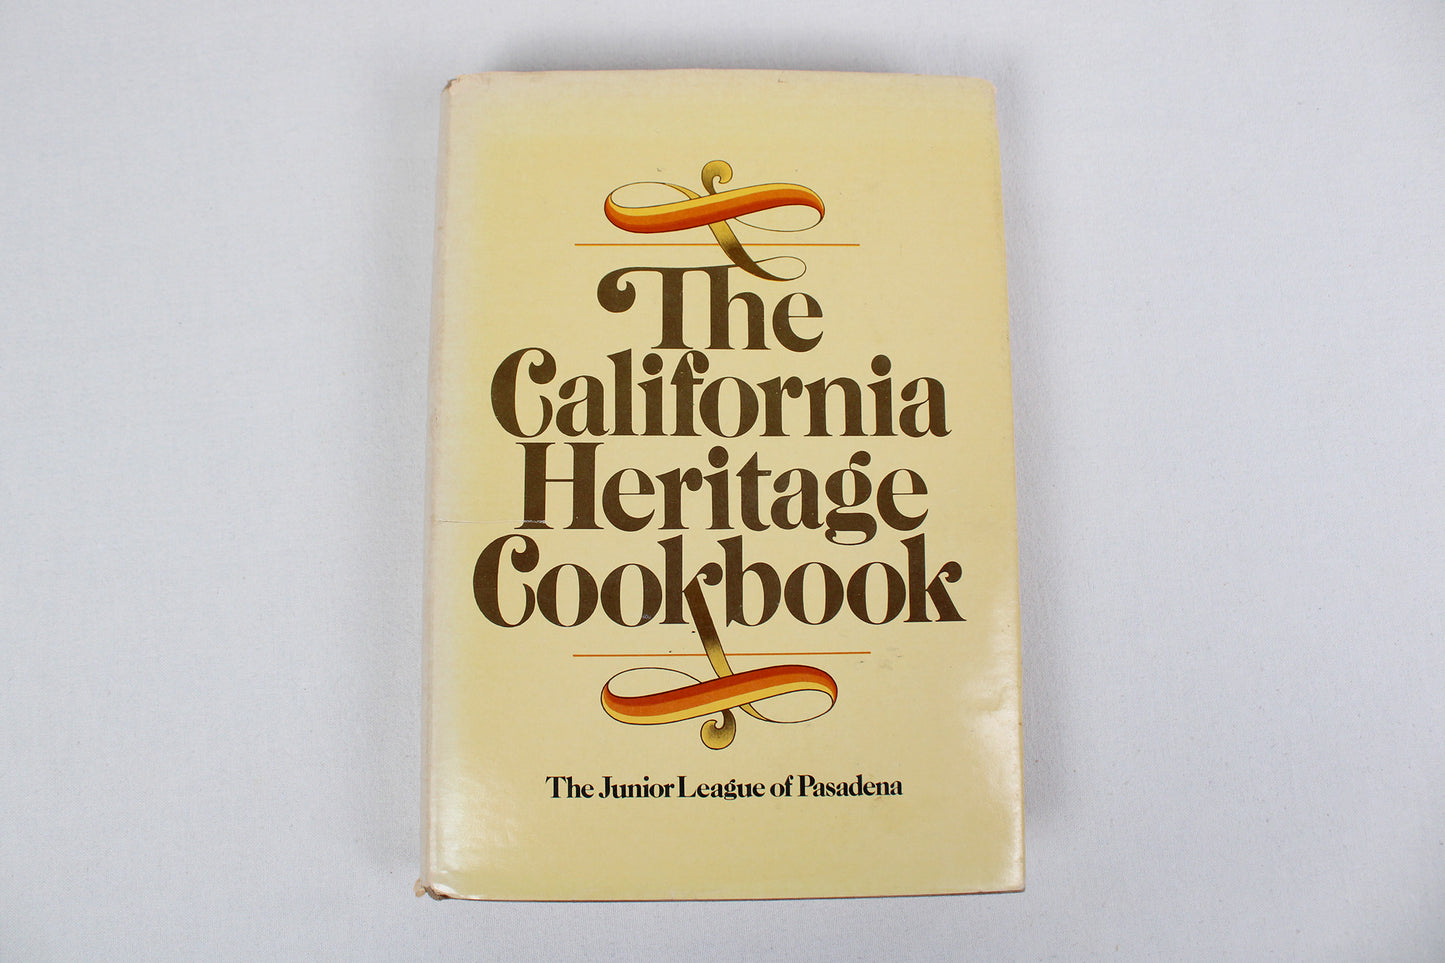 The
California
Heritage
Cookbook
The Junior League of Pasadena